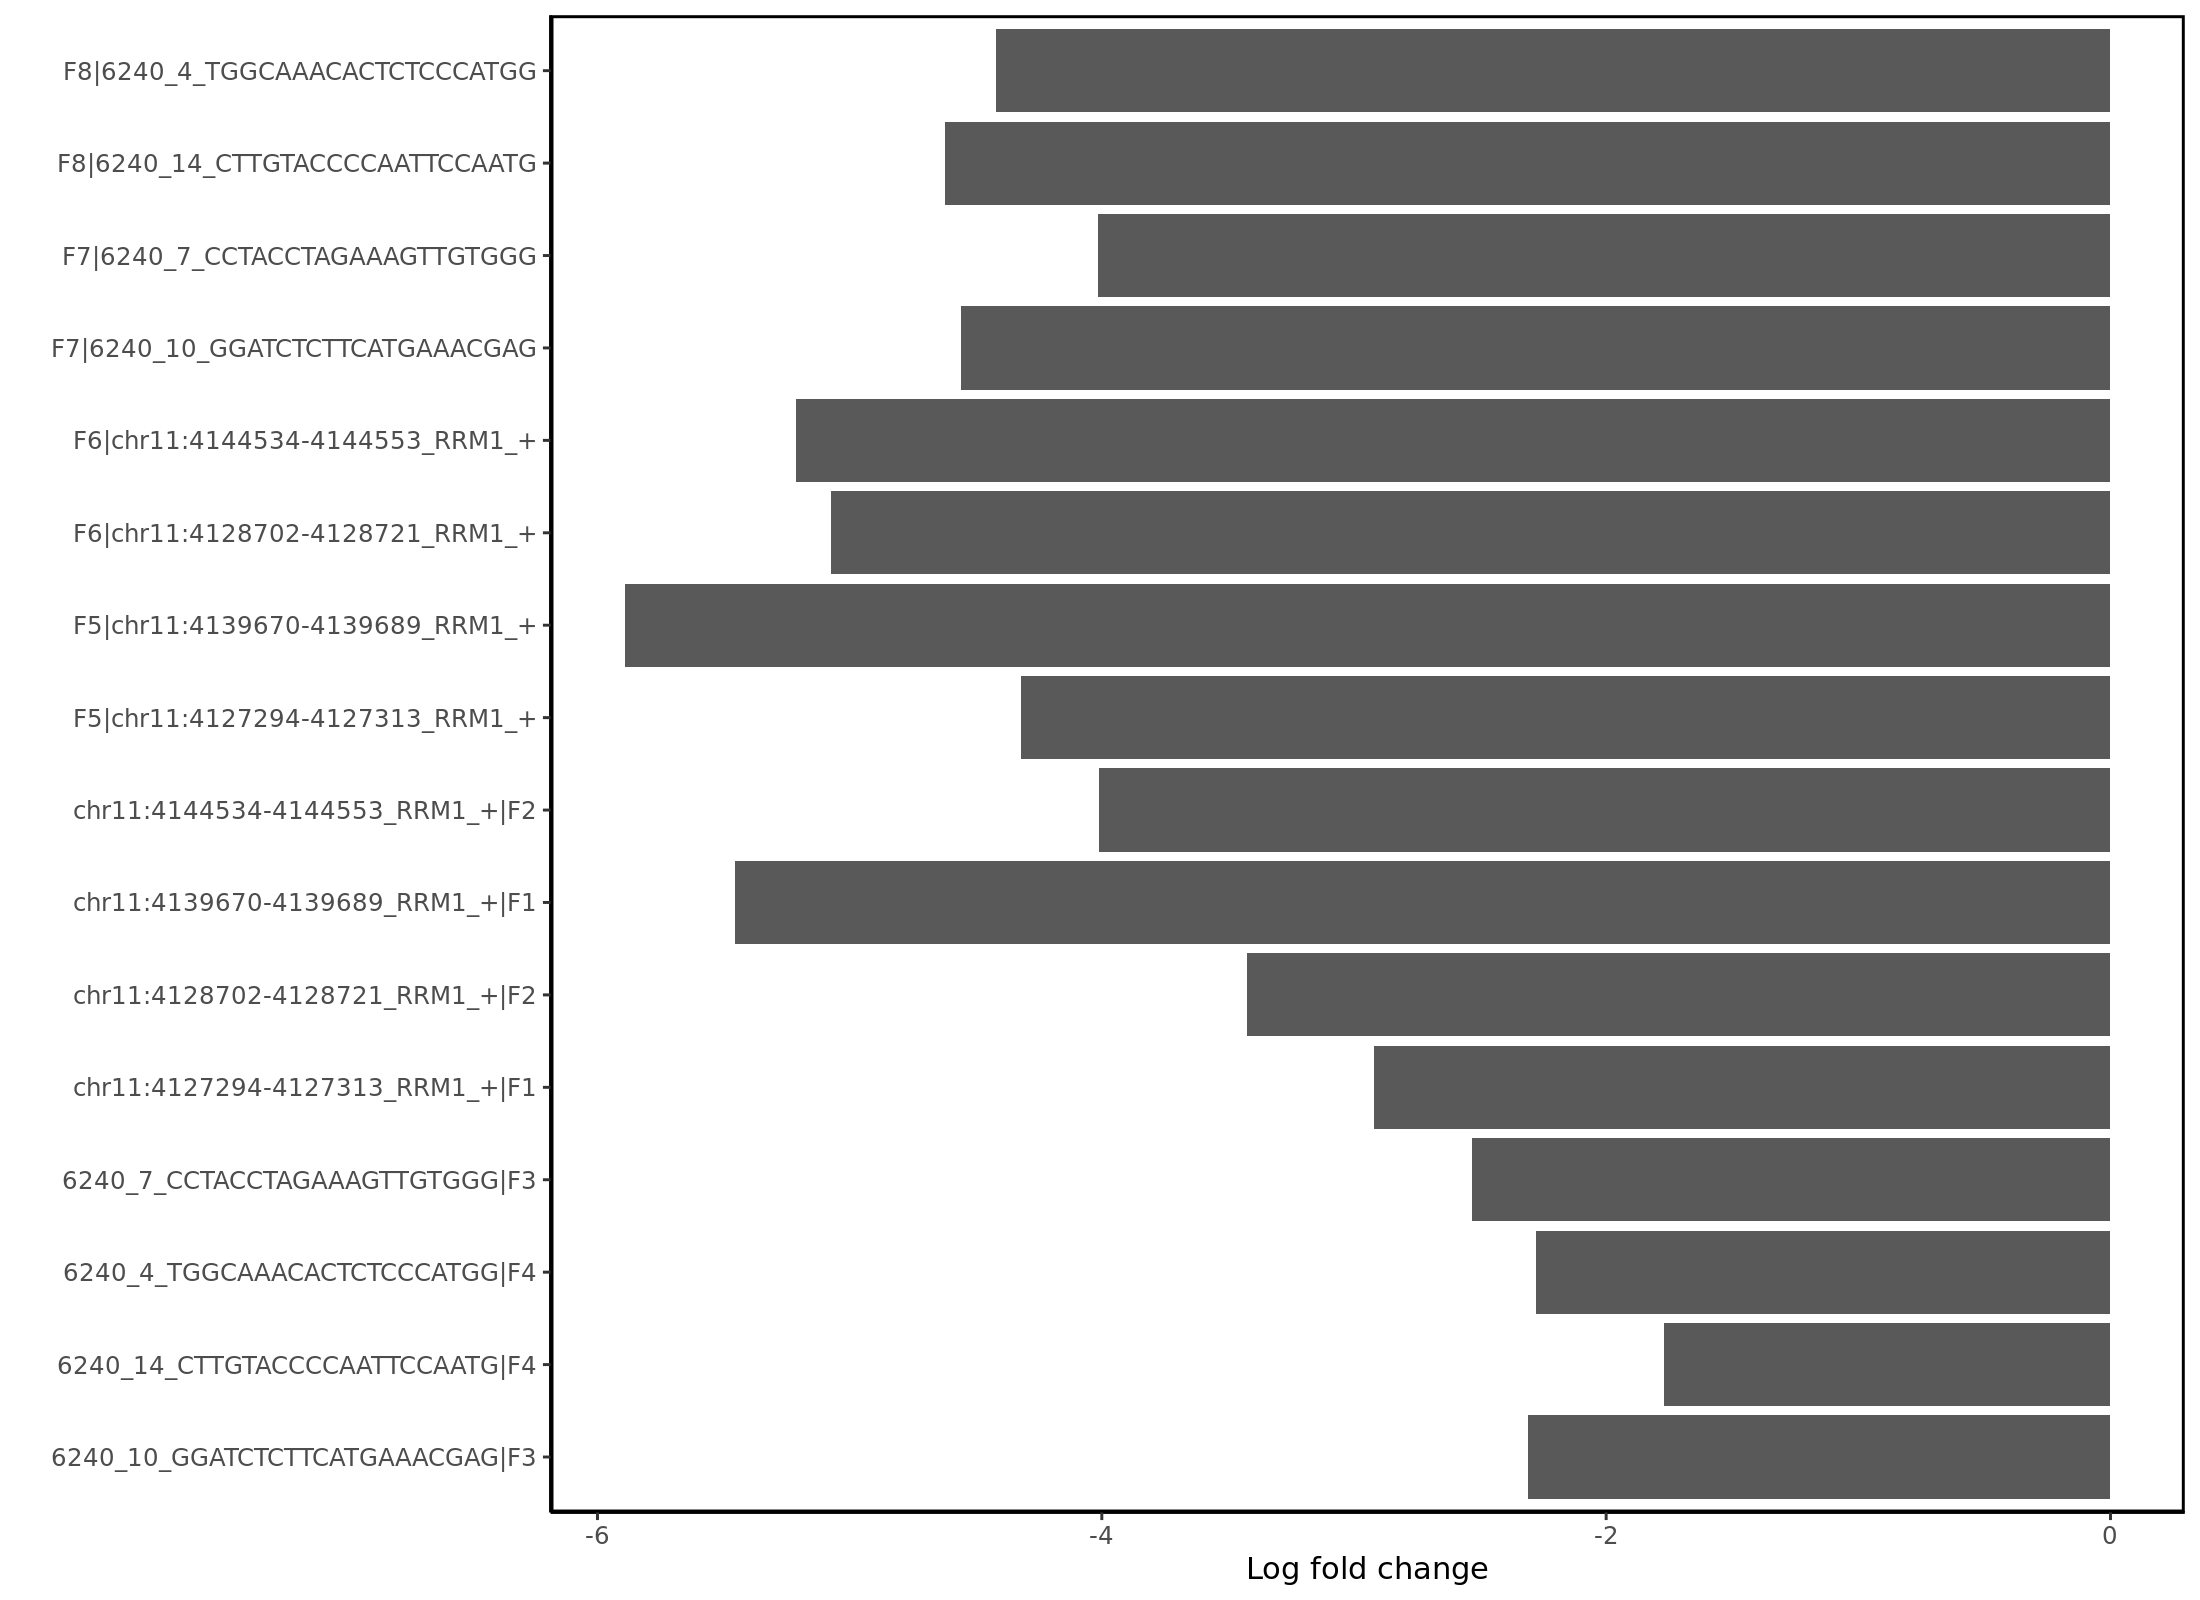 F8|6240_4_TGGCAAACACTCTCCCATGG
F8|6240_14_CTTGTACCCCAATTCCAATG
F7|6240_7_CCTACCTAGAAAGTTGTGGG
F7|6240_10_GGATCTCTTCATGAAACGAG
F6|chr11:4144534-4144553_RRM1_+
F6|chr11:4128702-4128721_RRM1_+
F5|chr11:4139670-4139689_RRM1_+
F5|chr11:4127294-4127313_RRM1_+
chr11:4144534-4144553_RRM1_+|F2
chr11:4139670-4139689_RRM1_+|F1
chr11:4128702-4128721_RRM1_+|F2
chr11:4127294-4127313_RRM1_+|F1
6240_7_CCTACCTAGAAAGTTGTGGG|F3
6240_4_TGGCAAACACTCTCCCATGG|F4
6240_14_CTTGTACCCCAATTCCAATG|F4
6240_10_GGATCTCTTCATGAAACGAG|F3
-6 -4 -2 0
Log fold change